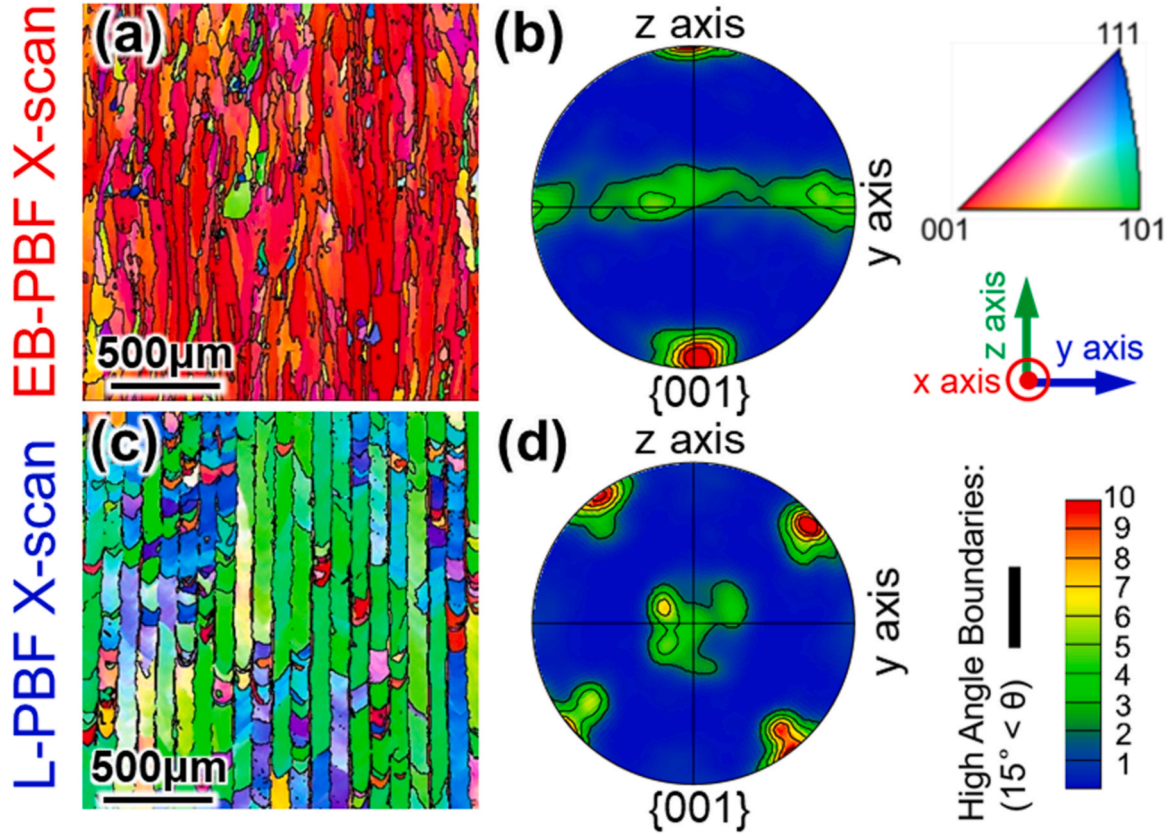 EB-PBF X-scan
(a)
500µm
(b)
z axis
y axis
{001}
111
001
101
z axis
y axis
x axis
L-PBF X-scan
(c)
500µm
(d)
z axis
y axis
{001}
High Angle Boundaries:
(15° < θ)
10
9
8
7
6
5
4
3
2
1